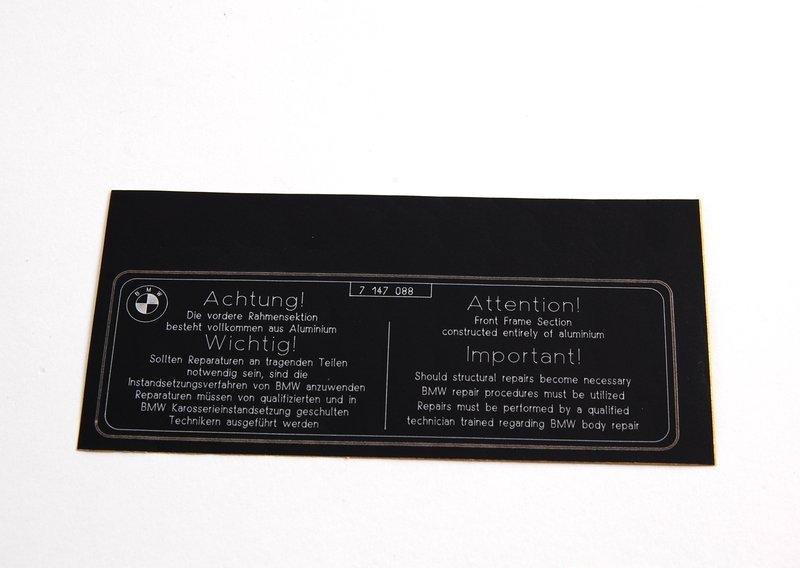 7 147 088
BMW
Achtung!
Die vordere Rahmensektion
besteht vollkommen aus Aluminium
Wichtig!
Sollten Reparaturen an tragenden Teilen
notwendig sein, sind die
Instandsetzungsverfahren von BMW anzuwenden
Reparaturen müssen von qualifizierten und in
BMW Karosserieinstandsetzung geschulten
Technikern ausgeführt werden
Attention!
Front Frame Section
constructed entirely of aluminium
Important!
Should structural repairs become necessary
BMW repair procedures must be utilized
Repairs must be performed by a qualified
technician trained regarding BMW body repair